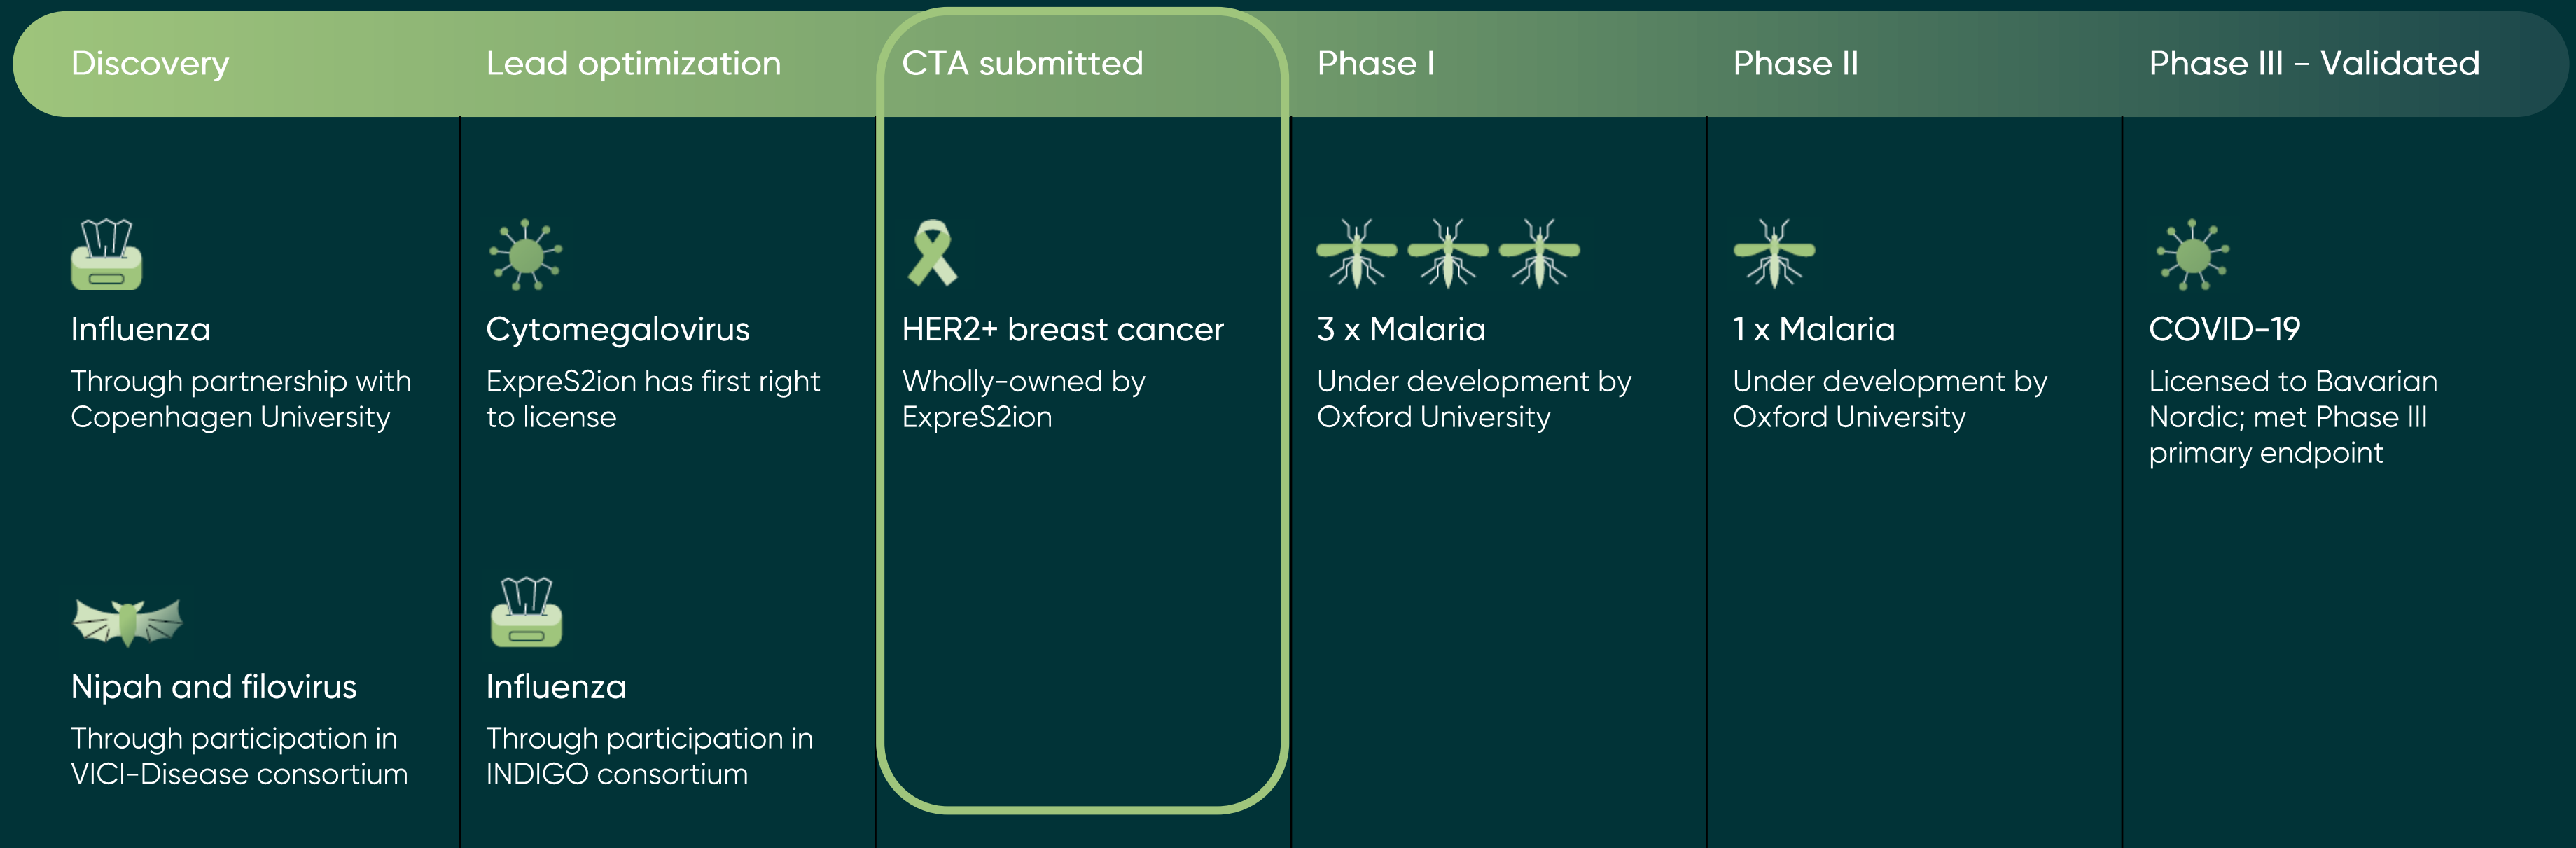 Discovery
Lead optimization
CTA submitted
Phase I
Phase II
Phase III - Validated
Influenza
Through partnership with
Copenhagen University
Nipah and filovirus
Through participation in
VICI-Disease consortium
Cytomegalovirus
ExpreS2ion has first right
to license
Influenza
Through participation in
INDIGO consortium
HER2+ breast cancer
Wholly-owned by
ExpreS2ion
3 x Malaria
Under development by
Oxford University
1 x Malaria
Under development by
Oxford University
COVID-19
Licensed to Bavarian
Nordic; met Phase III
primary endpoint